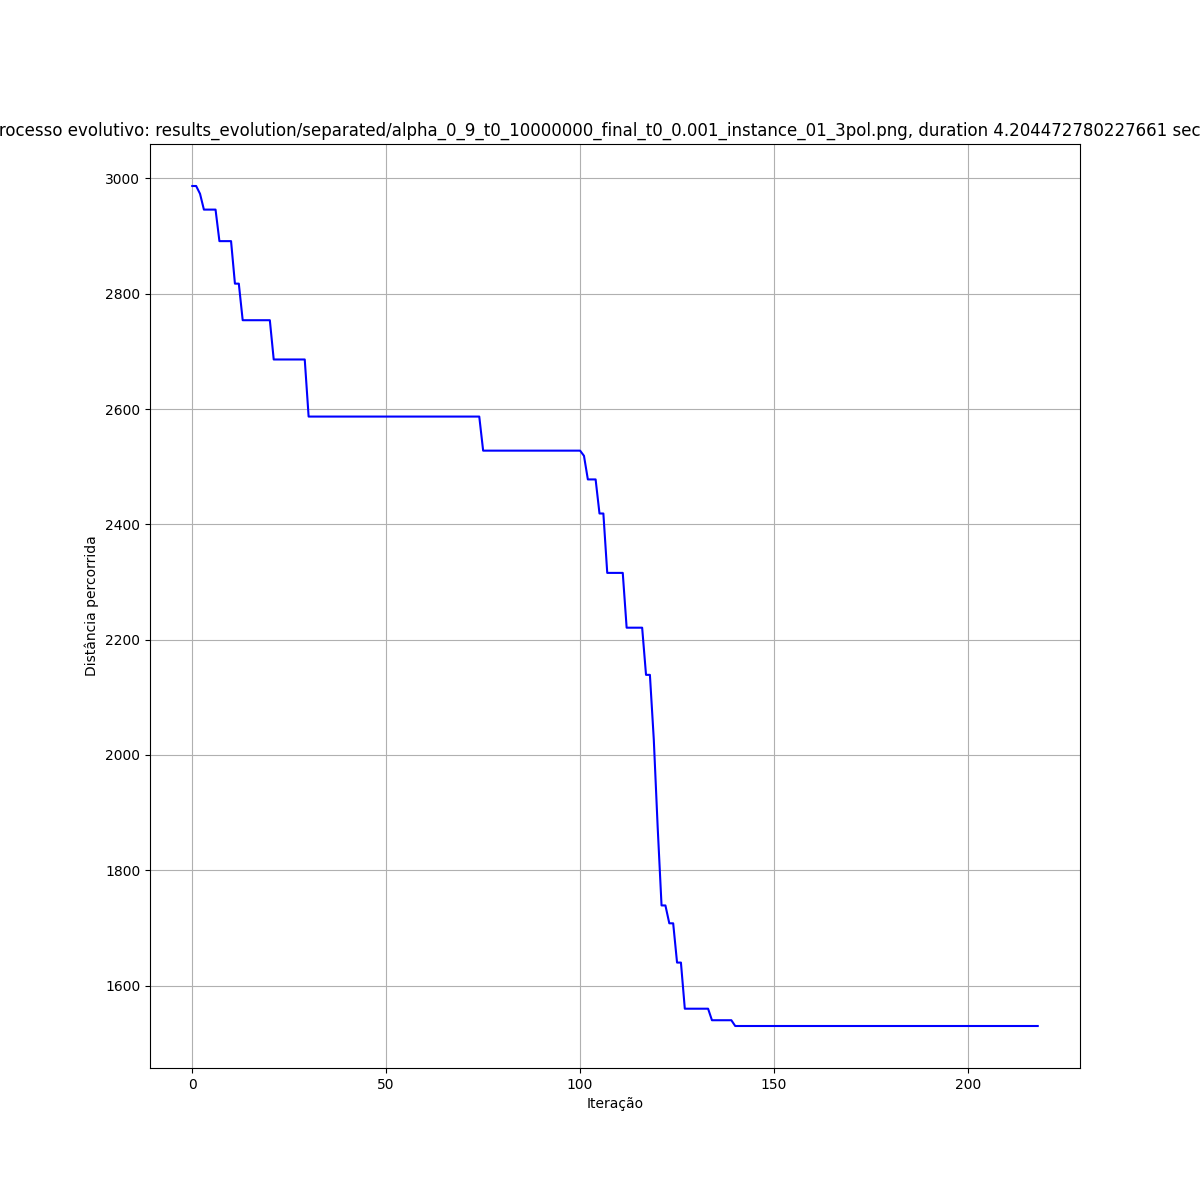 rocesso evolutivo: results_evolution/separated/alpha_0_9_t0_10000000_final_t0_0.001_instance_01_3pol.png, duration 4.204472780227661 sec
3000
2800
2600
2400
2200
2000
1800
1600
Distância percorrida
0 50 100 150 200
Iteração